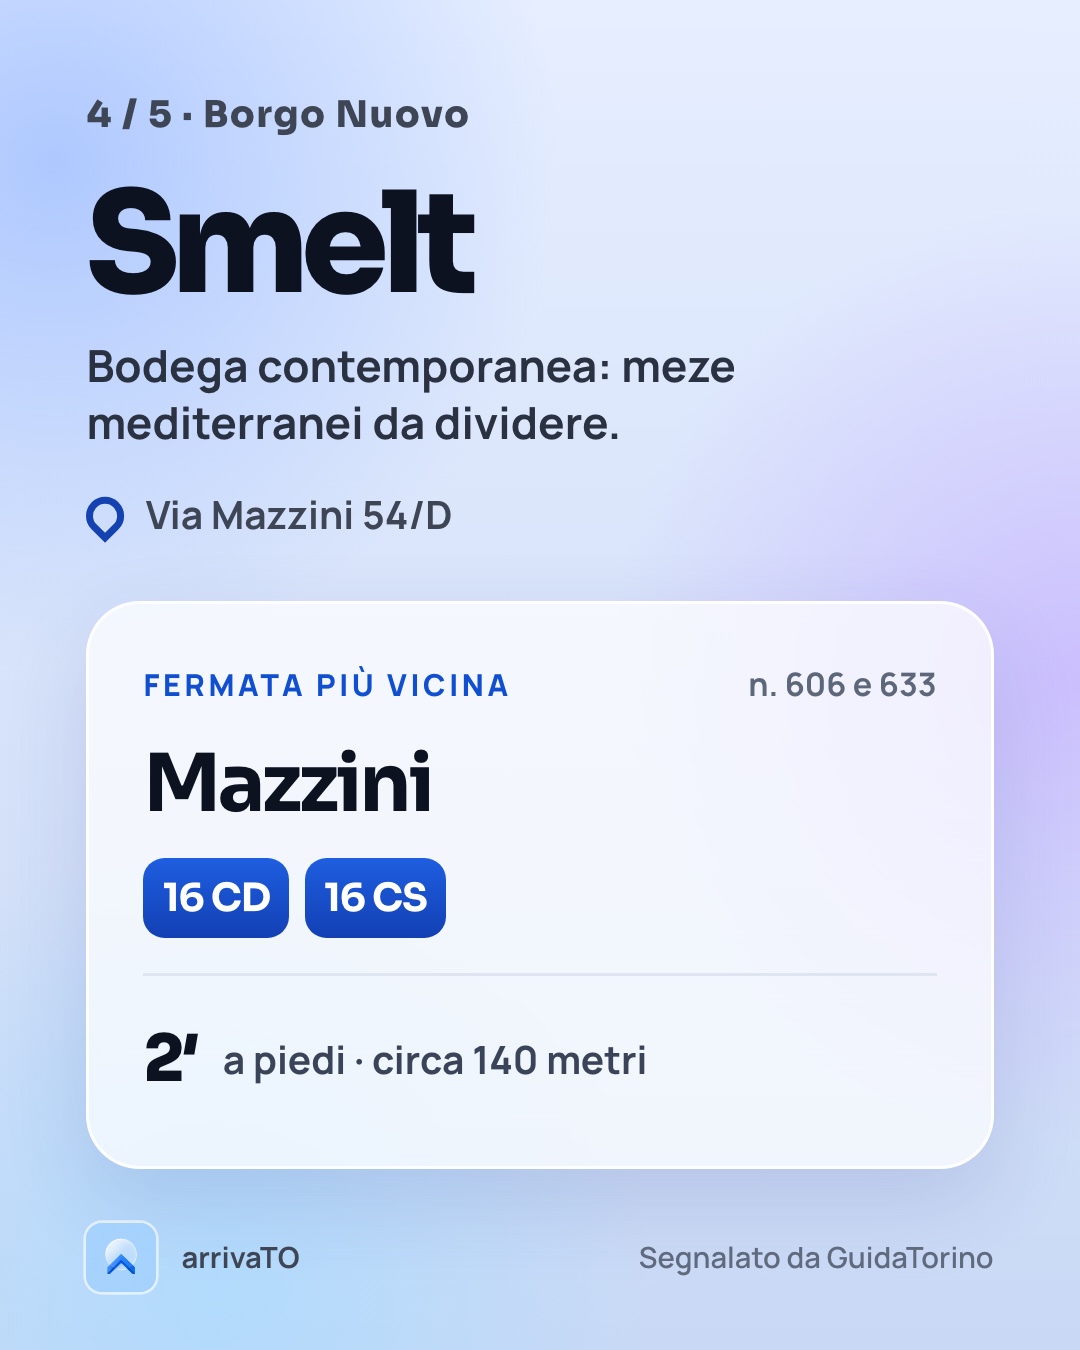 4 / 5 · Borgo Nuovo
Smelt
Bodega contemporanea: meze
mediterranei da dividere.
Via Mazzini 54/D
FERMATA PIÙ VICINA
n. 606 e 633
Mazzini
16 CD 16 CS
2′ a piedi · circa 140 metri
arrivaTO
Segnalato da GuidaTorino